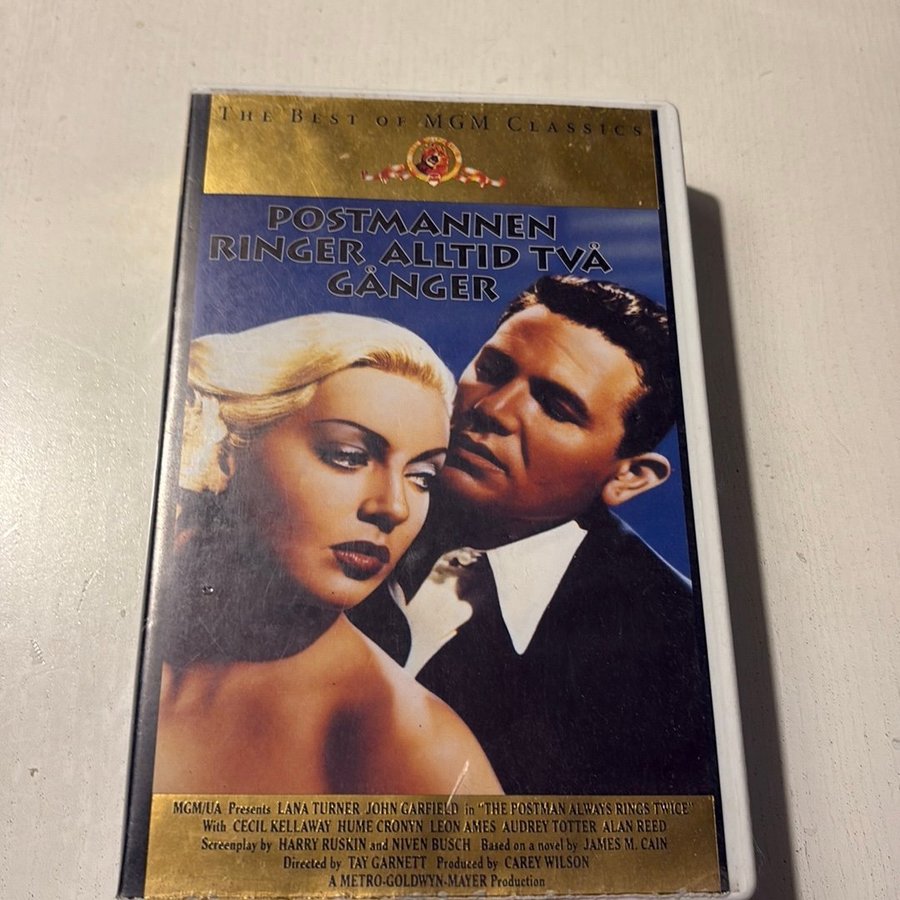 THE BEST OF MGM CLASSICS
POSTMANNEN
RINGER ALLTID TVÅ
GÅNGER
MGM/UA Presents LANA TURNER JOHN GARFIELD in "THE POSTMAN ALWAYS RINGS TWICE"
With CECIL KELLAWAY HUME CRONYN LEON AMES AUDREY TOTTER ALAN REED
Screenplay by HARRY RUSKIN and NIVEN BUSCH Based on a novel by JAMES M. CAIN
Directed by TAY GARNETT Produced by CAREY WILSON
A METRO-GOLDWYN-MAYER Production